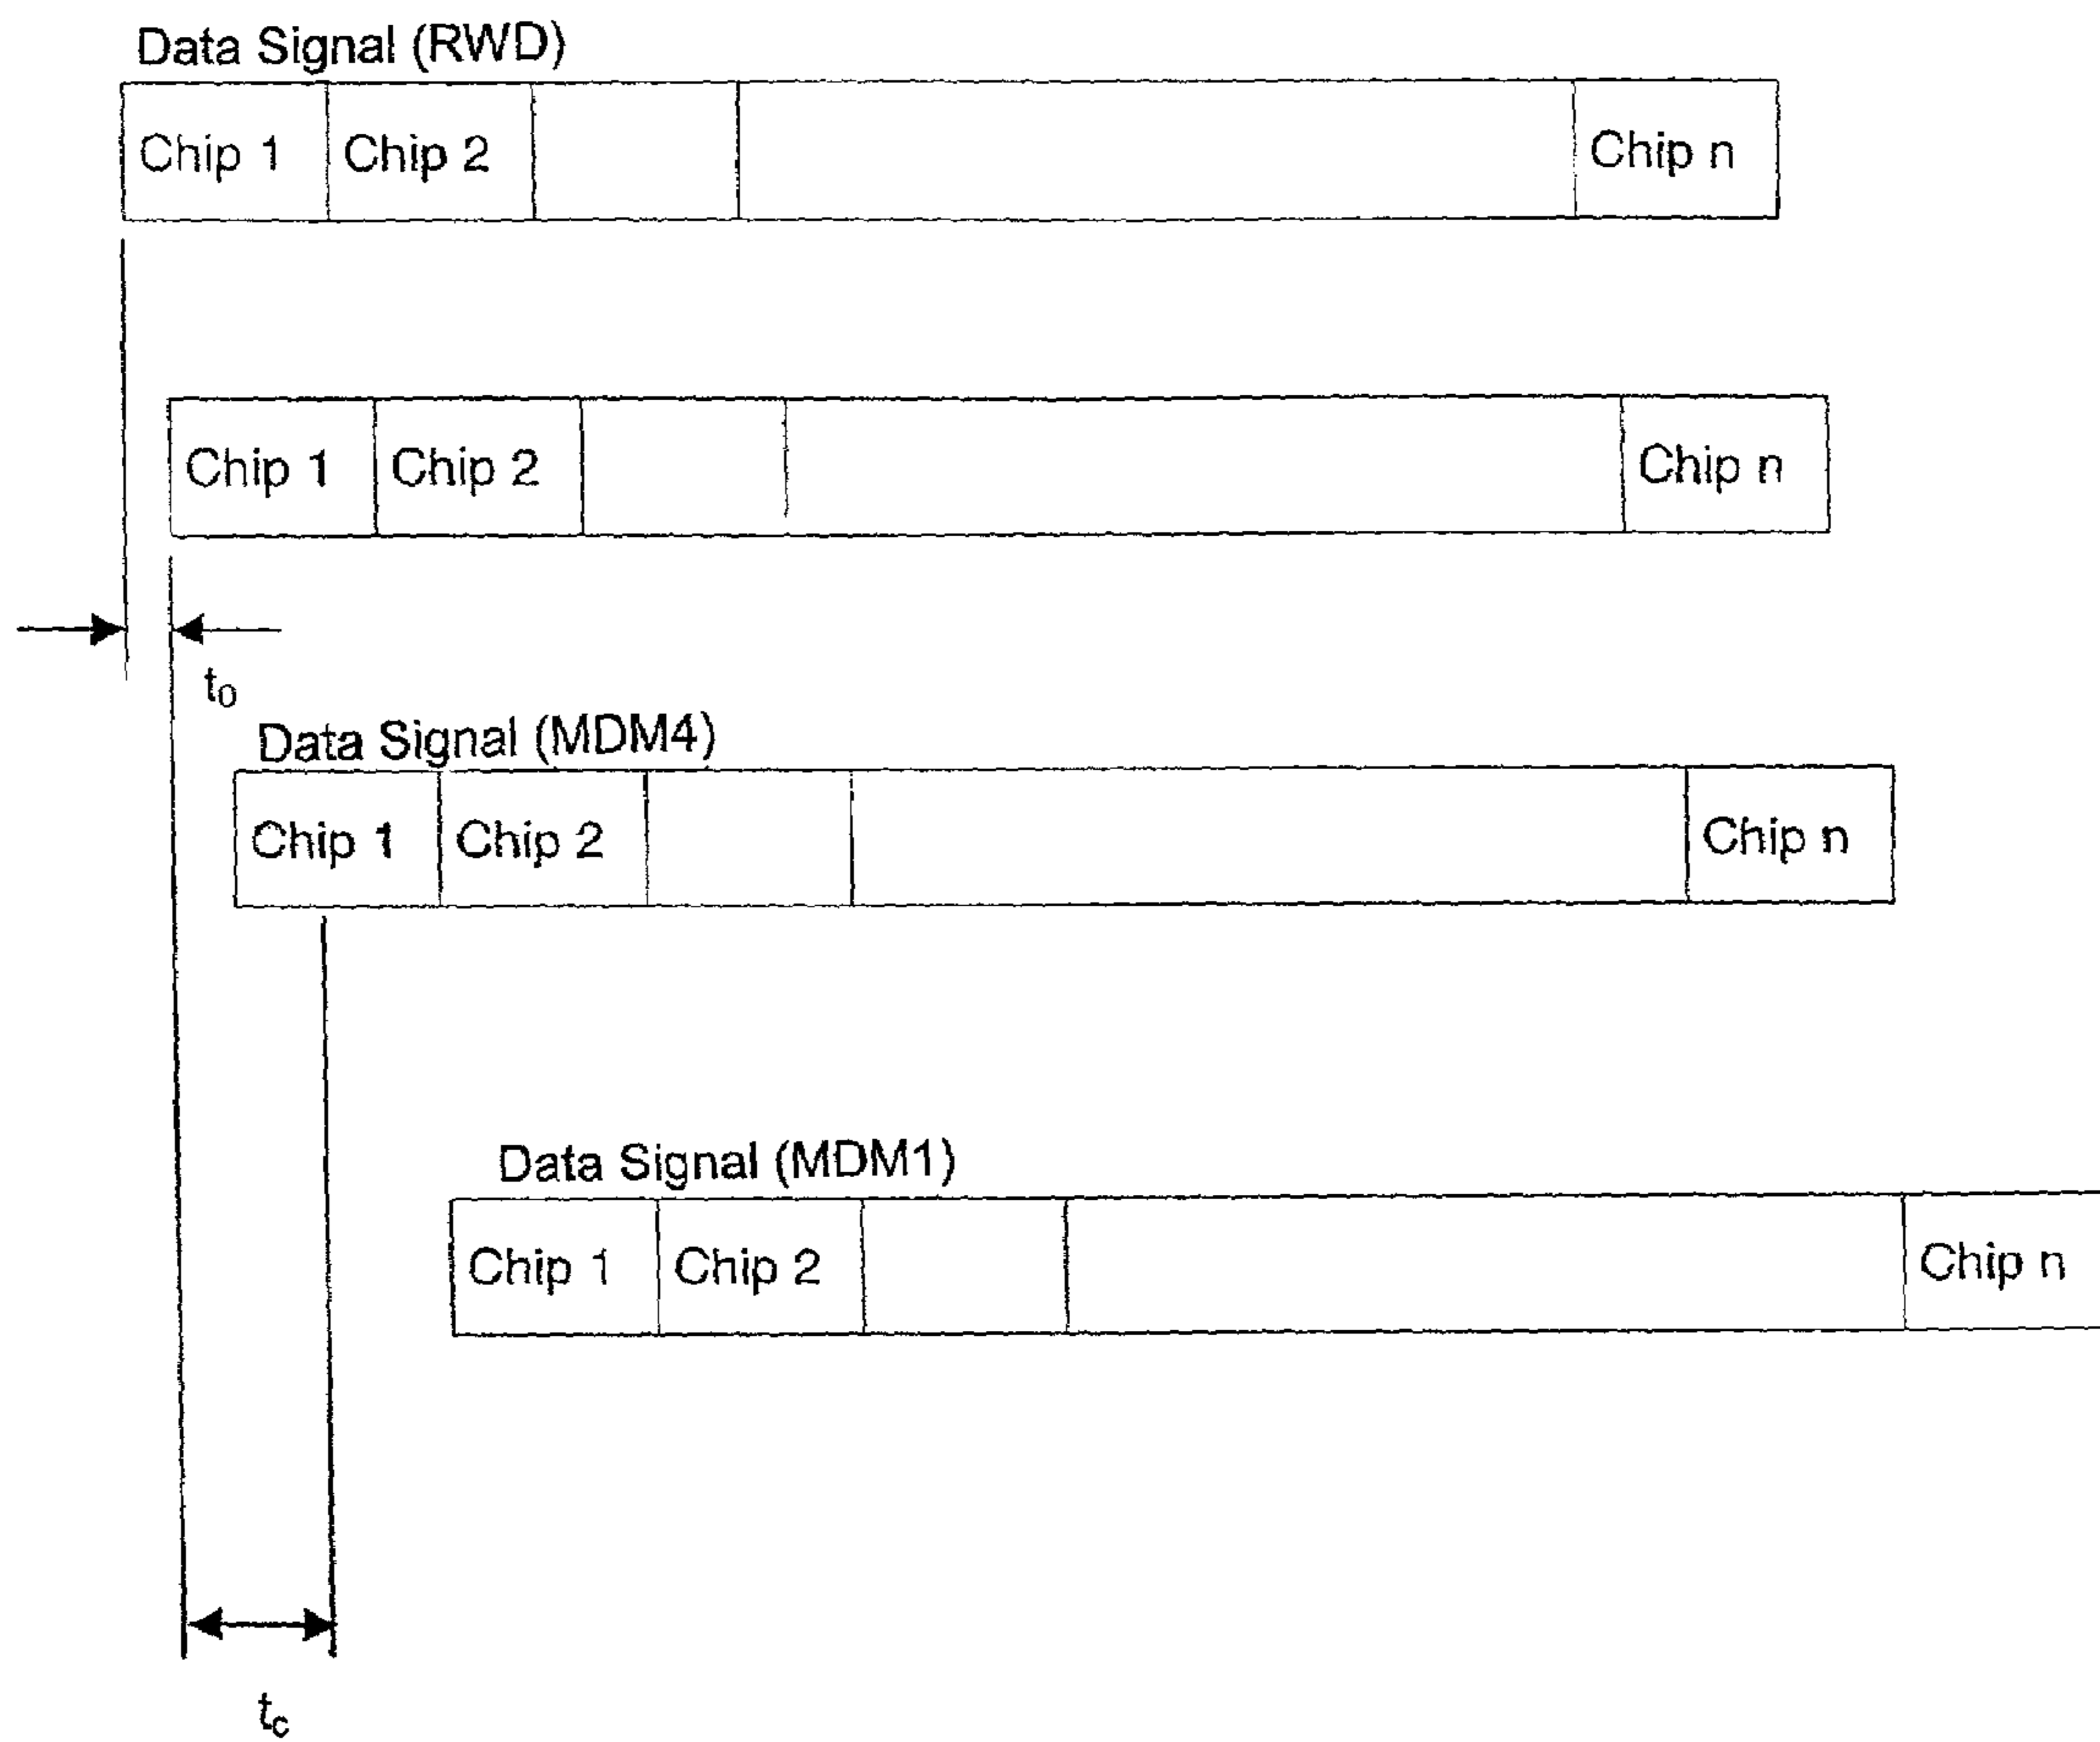 Data Signal (RWD)
Chip 1 Chip 2 Chip n
Chip 1 Chip 2 Chip n
t0
Data Signal (MDM4)
Chip 1 Chip 2 Chip n
Data Signal (MDM1)
Chip 1 Chip 2 Chip n
tc